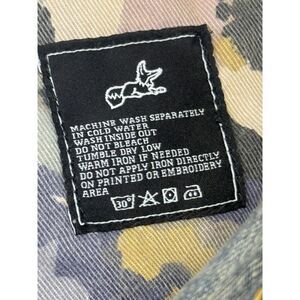 MACHINE WASH SEPARATELY
IN COLD WATER
WASH INSIDE OUT
DO NOT BLEACH
TUMBLE DRY LOW
WARM IRON IF NEEDED
DO NOT APPLY IRON DIRECTLY
ON PRINTED OR EMBROIDERY
AREA
30°